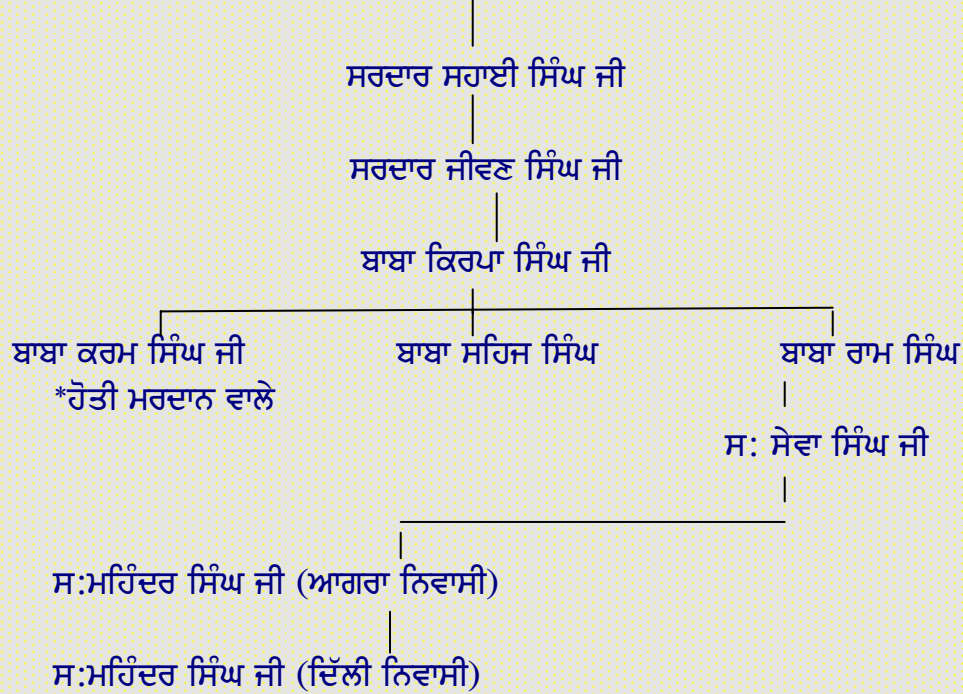 ਸਰਦਾਰ ਸਹਾਈ ਸਿੰਘ ਜੀ
ਸਰਦਾਰ ਜੀਵਣ ਸਿੰਘ ਜੀ
ਬਾਬਾ ਕਿਰਪਾ ਸਿੰਘ ਜੀ
ਬਾਬਾ ਕਰਮ ਸਿੰਘ ਜੀ ਬਾਬਾ ਸਹਿਜ ਸਿੰਘ ਬਾਬਾ ਰਾਮ ਸਿੰਘ
*ਹੋਤੀ ਮਰਦਾਨ ਵਾਲੇ
ਸ: ਸੇਵਾ ਸਿੰਘ ਜੀ
ਸ:ਮਹਿੰਦਰ ਸਿੰਘ ਜੀ (ਆਗਰਾ ਨਿਵਾਸੀ)
ਸ:ਮਹਿੰਦਰ ਸਿੰਘ ਜੀ (ਦਿੱਲੀ ਨਿਵਾਸੀ)